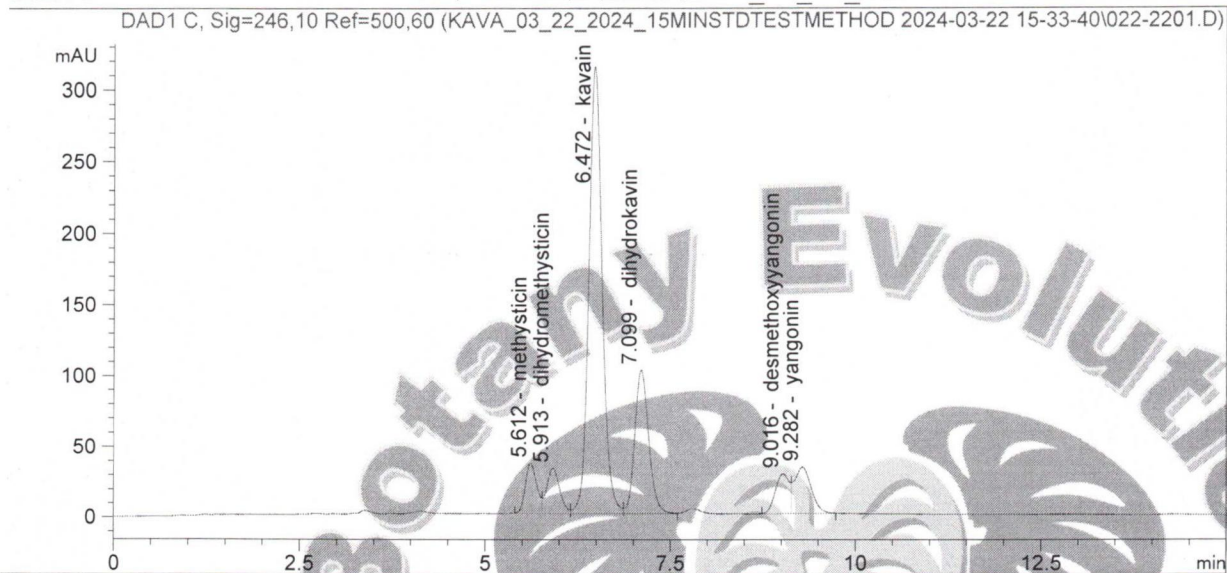 DAD1 C, Sig=246,10 Ref=500,60 (KAVA_03_22_2024_15MINSTDTESTMETHOD 2024-03-22 15-33-40\022-2201.D)
mAU
300
250
200
150
100
50
0
5.612 - methysticin
5.913 - dihydromethysticin
6.472 - kavain
7.099 - dihydrokavin
9.016 - desmethoxyyangonin
9.282 - yangonin
0 2.5 5 7.5 10 12.5 min
otany Evoluti